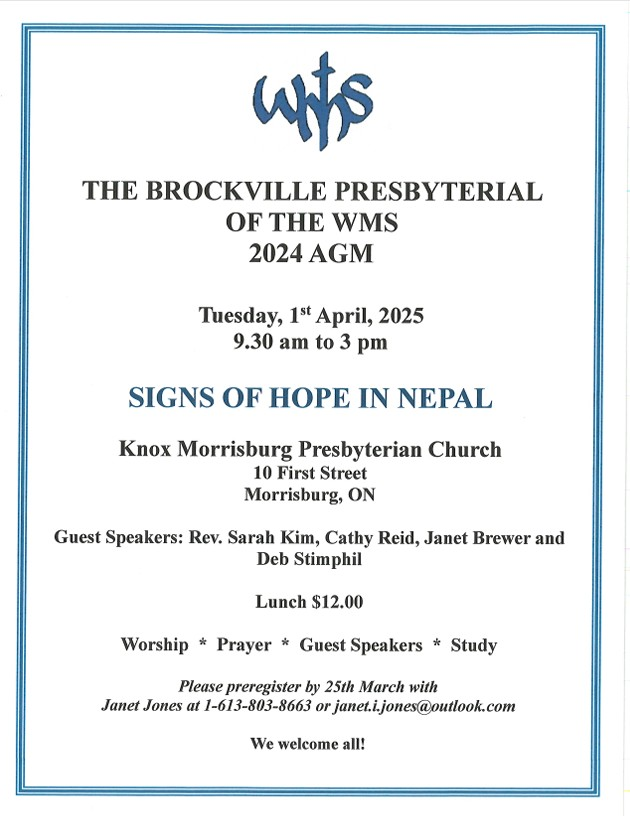 wms
THE BROCKVILLE PRESBYTERIAL
OF THE WMS
2024 AGM
Tuesday, 1st April, 2025
9.30 am to 3 pm
SIGNS OF HOPE IN NEPAL
Knox Morrisburg Presbyterian Church
10 First Street
Morrisburg, ON
Guest Speakers: Rev. Sarah Kim, Cathy Reid, Janet Brewer and
Deb Stimphil
Lunch $12.00
Worship * Prayer * Guest Speakers * Study
Please preregister by 25th March with
Janet Jones at 1-613-803-8663 or janet.i.jones@outlook.com
We welcome all!